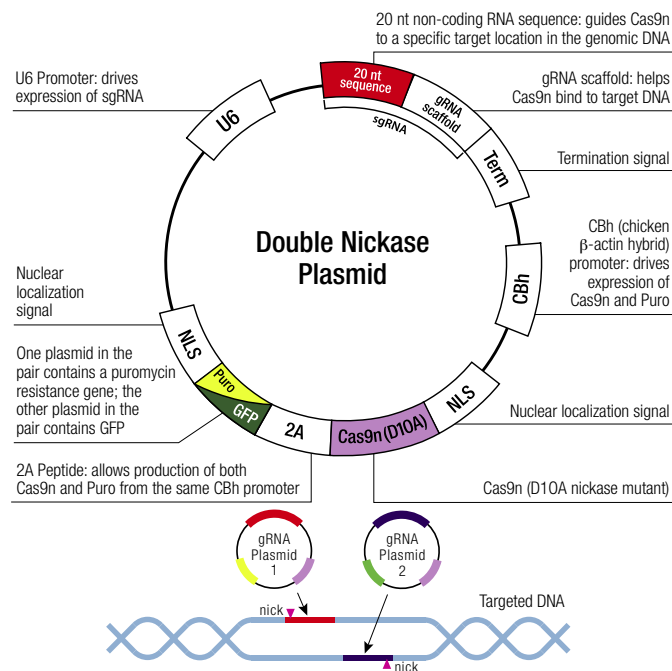 20 nt non-coding RNA sequence: guides Cas9n
to a specific target location in the genomic DNA
U6 Promoter: drives
expression of sgRNA
gRNA scaffold: helps
Cas9n bind to target DNA
20 nt
sequence
gRNA
scaffold
sgRNA
U6
Term
Termination signal
Double Nickase
Plasmid
CBh (chicken
β-actin hybrid)
promoter: drives
expression of
Cas9n and Puro
CBh
Nuclear
localization
signal
NLS
One plasmid in the
pair contains a puromycin
resistance gene; the
other plasmid in the
pair contains GFP
Puro
GFP
2A
Cas9n (D10A)
NLS
Nuclear localization signal
2A Peptide: allows production of both
Cas9n and Puro from the same CBh promoter
Cas9n (D10A nickase mutant)
gRNA
Plasmid
1
gRNA
Plasmid
2
nick
Targeted DNA
nick